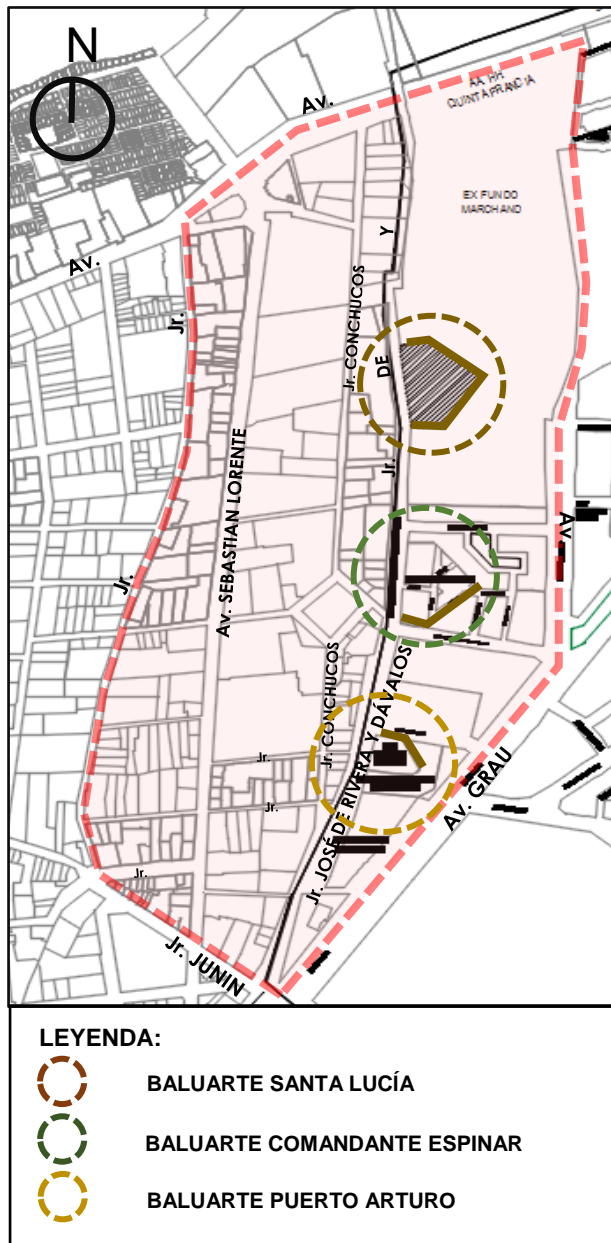 N
Av.
AA.HH.
QUINTA FRANCIA
EX FUNDO
MARCHAND
Y
Av.
Jr.
Jr. CONCHUCOS
DE
Av. SEBASTIAN LORENTE
Jr.
Av
Jr.
Jr. CONCHUCOS
Jr. JOSÉ DE RIVERA Y DÁVALOS
Jr.
Jr.
Av. GRAU
Jr.
Jr. JUNIN
LEYENDA:
BALUARTE SANTA LUCÍA
BALUARTE COMANDANTE ESPINAR
BALUARTE PUERTO ARTURO